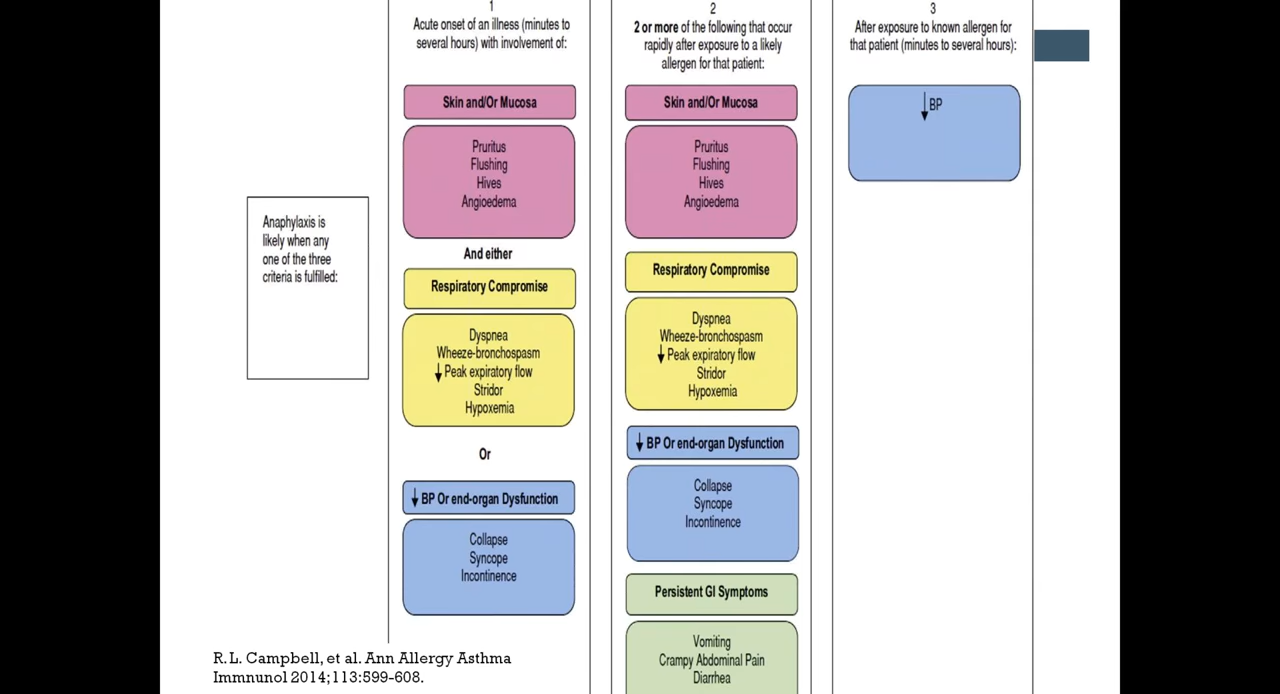 Anaphylaxis is
likely when any
one of the three
criteria is fulfilled:
1
Acute onset of an illness (minutes to
several hours) with involvement of:
Skin and/Or Mucosa
Pruritus
Flushing
Hives
Angioedema
And either
Respiratory Compromise
Dyspnea
Wheeze-bronchospasm
↓ Peak expiratory flow
Stridor
Hypoxemia
Or
↓ BP Or end-organ Dysfunction
Collapse
Syncope
Incontinence
2
2 or more of the following that occur
rapidly after exposure to a likely
allergen for that patient:
Skin and/Or Mucosa
Pruritus
Flushing
Hives
Angioedema
Respiratory Compromise
Dyspnea
Wheeze-bronchospasm
↓ Peak expiratory flow
Stridor
Hypoxemia
↓ BP Or end-organ Dysfunction
Collapse
Syncope
Incontinence
Persistent GI Symptoms
Vomiting
Crampy Abdominal Pain
Diarrhea
3
After exposure to known allergen for
that patient (minutes to several hours):
↓ BP
R. L. Campbell, et al. Ann Allergy Asthma
Immnunol 2014;113:599-608.